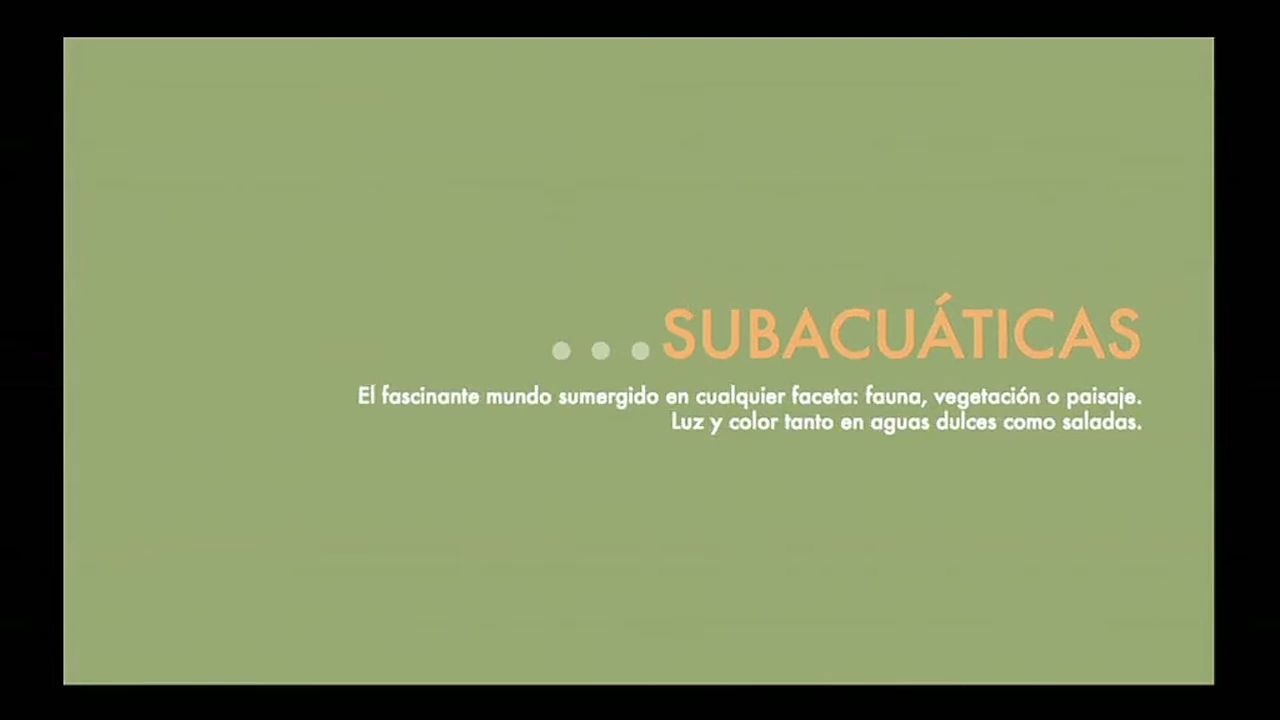 ...SUBACUÁTICAS
El fascinante mundo sumergido en cualquier faceta: fauna, vegetación o paisaje.
Luz y color tanto en aguas dulces como saladas.